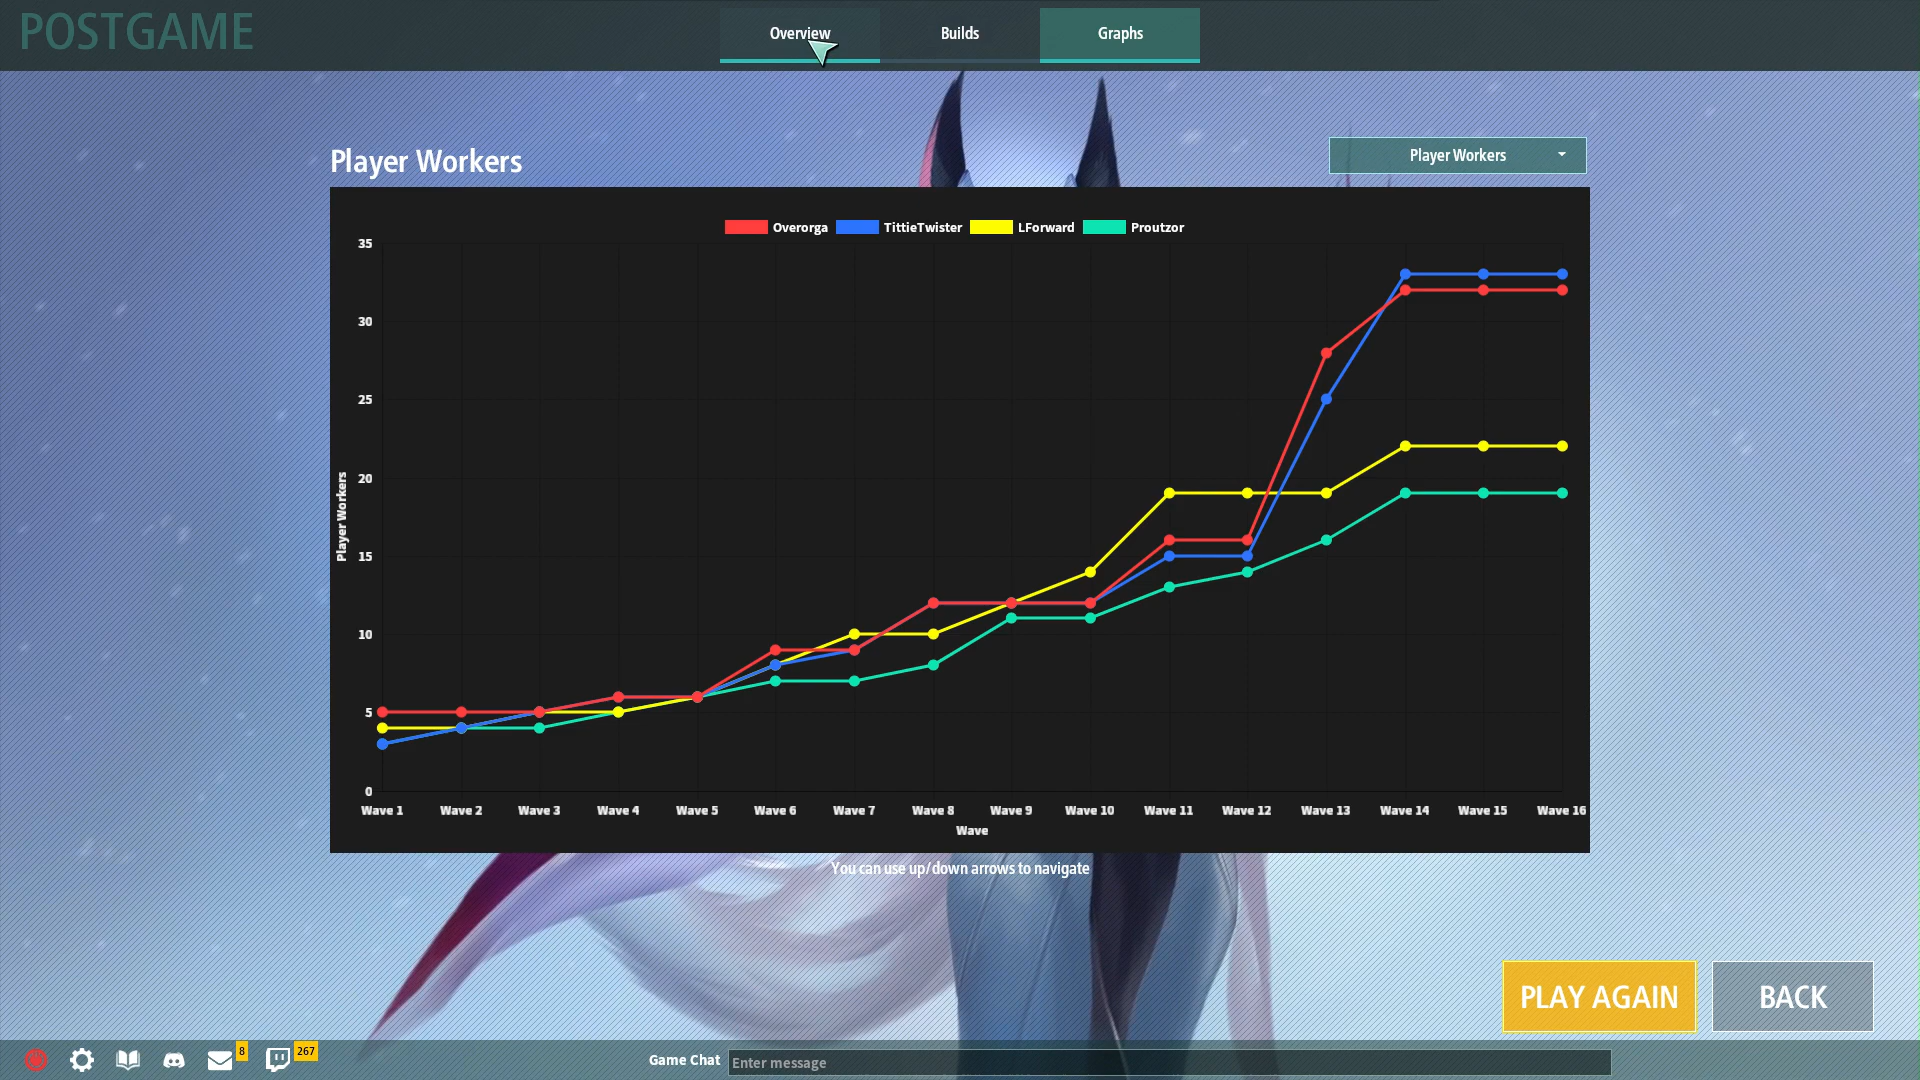 POSTGAME
Overview
Builds
Graphs
Player Workers
Player Workers
Overorga
TittieTwister
LForward
Proutzor
35
30
25
20
15
10
5
0
Player Workers
Wave 1
Wave 2
Wave 3
Wave 4
Wave 5
Wave 6
Wave 7
Wave 8
Wave 9
Wave 10
Wave 11
Wave 12
Wave 13
Wave 14
Wave 15
Wave 16
Wave
You can use up/down arrows to navigate
PLAY AGAIN
BACK
8
267
Game Chat
Enter message